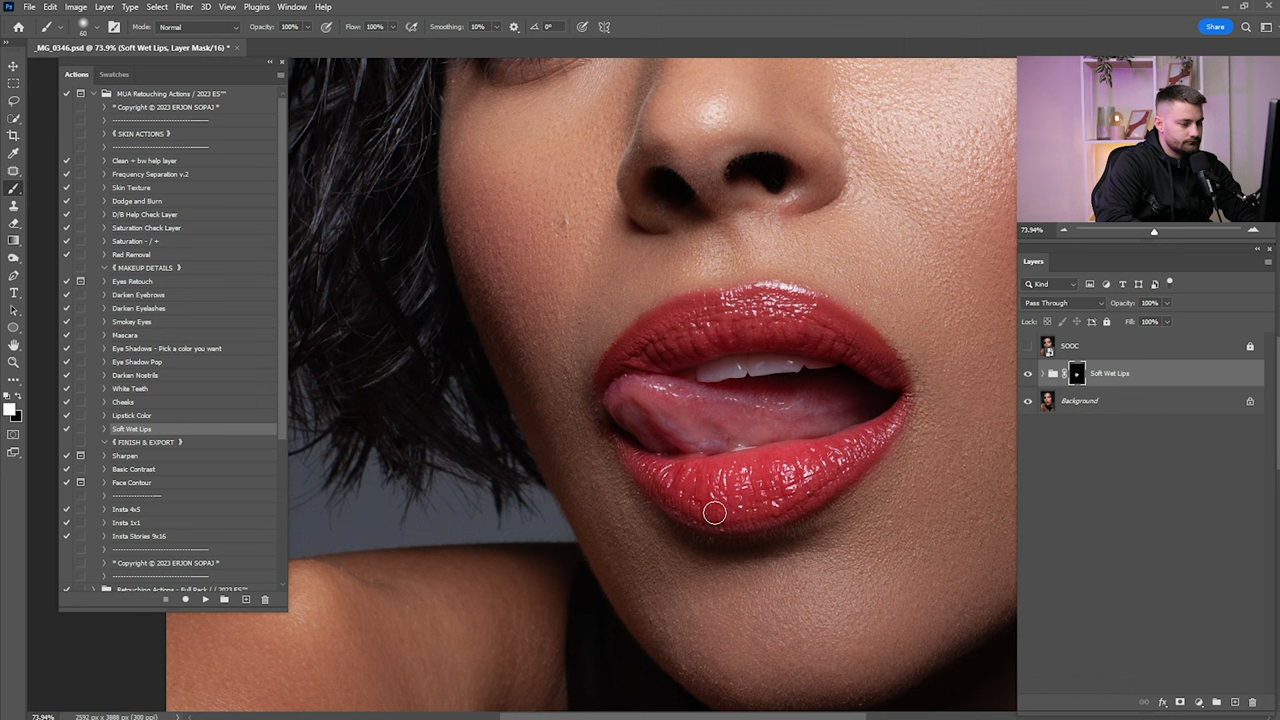 File Edit Image Layer Type Select Filter 3D View Plugins Window Help
Mode: Normal Opacity: 100% Flow: 100% Smoothing: 10% 0° Share
60
_MG_0346.psd @ 73.9% (Soft Wet Lips, Layer Mask/16) *
Actions Swatches
MUA Retouching Actions / 2023 ES™
* Copyright © 2023 ERJON SOPAJ *
----------------------------
《 SKIN ACTIONS 》
----------------------------
Clean + bw help layer
Frequency Separation v.2
Skin Texture
Dodge and Burn
D/B Help Check Layer
Saturation Check Layer
Saturation - / +
Red Removal
《 MAKEUP DETAILS 》
Eyes Retouch
Darken Eyebrows
Darken Eyelashes
Smokey Eyes
Mascara
Eye Shadows - Pick a color you want
Eye Shadow Pop
Darken Nostrils
White Teeth
Cheeks
Lipstick Color
Soft Wet Lips
《 FINISH & EXPORT 》
Sharpen
Basic Contrast
Face Contour
--------------
Insta 4x5
Insta 1x1
Insta Stories 9x16
----------------------------
* Copyright © 2023 ERJON SOPAJ *
----------------------------
Retouching Actions - Full Pack / / 2023 ES™
73.94%
Layers
Kind
Pass Through Opacity: 100%
Lock: Fill: 100%
SOOC
Soft Wet Lips
Background
73.94% 2592 px x 3888 px (300 ppi)